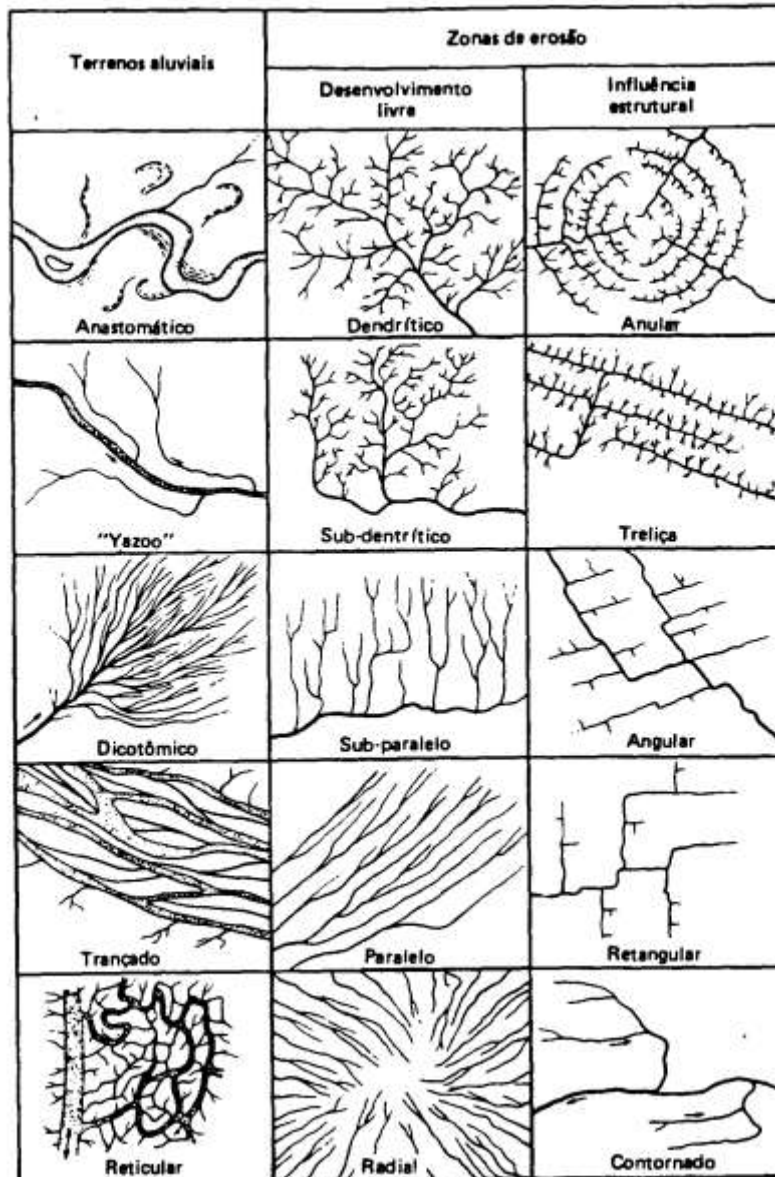 Terrenos aluviais
Zonas de erosão
Desenvolvimento
livre
Influência
estrutural
Anastomático
Dendrítico
Anular
"Yazoo"
Sub-dentrítico
Treliça
Dicotômico
Sub-paralelo
Angular
Trançado
Paralelo
Retangular
Reticular
Radial
Contornado